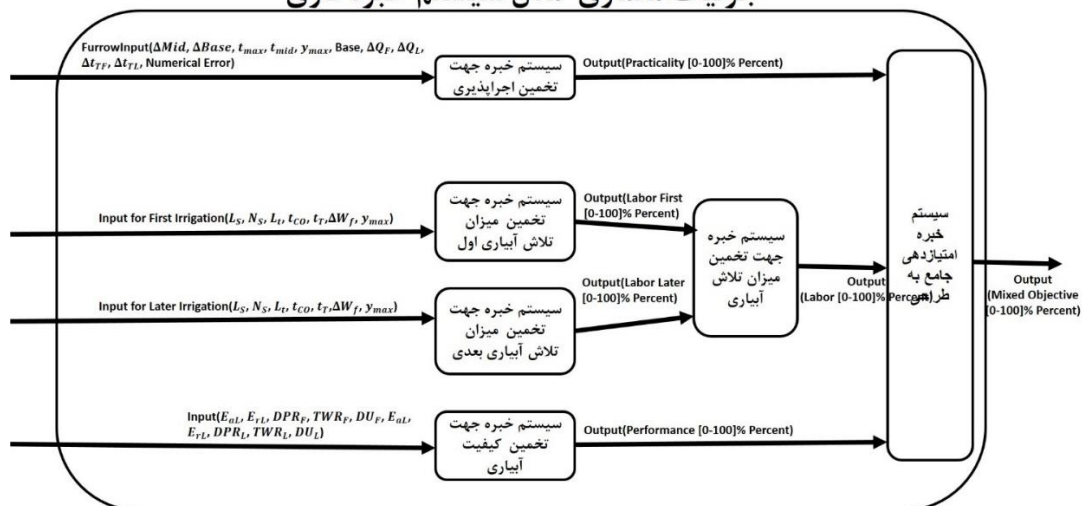 FurrowInput(ΔMid, ΔBase, t_max, t_mid, y_max, Base, ΔQ_F, ΔQ_L,
Δt_TF, Δt_TL, Numerical Error)
سیستم خبره جهت
تخمین اجراپذیری
Output(Practicality [0-100]% Percent)
Input for First Irrigation(L_S, N_S, L_t, t_CO, t_T,ΔW_f, y_max)
سیستم خبره جهت
تخمین میزان
تلاش آبیاری اول
Output(Labor First
[0-100]% Percent)
Input for Later Irrigation(L_S, N_S, L_t, t_CO, t_T,ΔW_f, y_max)
سیستم خبره جهت
تخمین میزان
تلاش آبیاری بعدی
Output(Labor Later
[0-100]% Percent)
سیستم خبره
جهت تخمین
میزان تلاش
آبیاری
Output
(Labor [0-100]% Percent)
Input(E_aL, E_rL, DPR_F, TWR_F, DU_F, E_aL,
E_rL, DPR_L, TWR_L, DU_L)
سیستم خبره جهت
تخمین کیفیت
آبیاری
Output(Performance [0-100]% Percent)
سیستم
خبره
امتیازدهی
جامع به
طراحی
Output
(Mixed Objective
[0-100]% Percent)